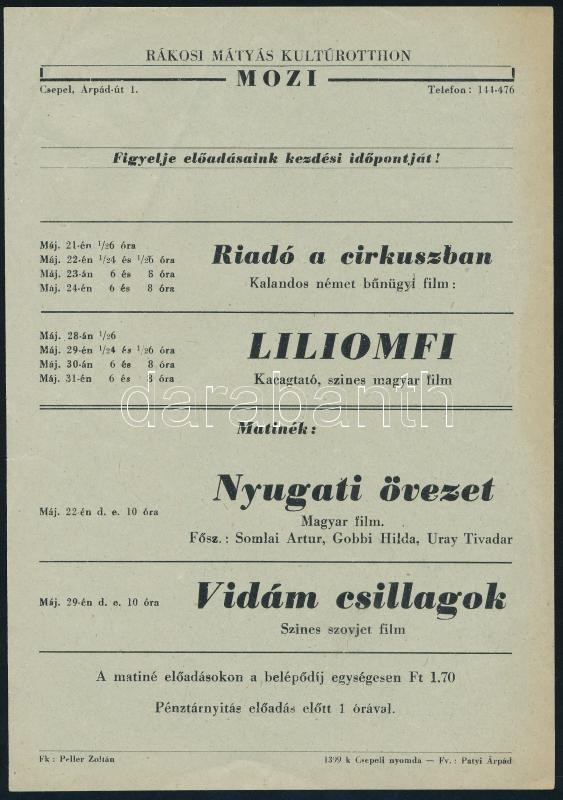 RÁKOSI MÁTYÁS KULTÚROTTHON
MOZI
Csepel, Arpád-út 1.
Telefon: 144-476
Figyelje előadásaink kezdési időpontját!
Máj. 21-én 1/26 óra
Máj. 22-én 1/24 és 1/26 óra
Máj. 23-án 6 és 8 óra
Maj. 24-én 6 és 8 óra
Riadó a cirkuszban
Kalandos német bűnügyi film:
Máj. 28-án 1/26
Máj. 29-én 1/24 és 1/26 óra
Máj. 30-án 6 és 8 óra
Máj. 31-én 6 és 8 óra
LILIOMFI
Kacagtató, szines magyar film
darabanth
Matinék:
Máj. 22-én d. e. 10 óra
Nyugati övezet
Magyar film.
Fősz.: Somlai Artur, Gobbi Hilda, Uray Tivadar
Máj. 29-én d. e. 10 óra
Vidám csillagok
Szines szovjet film
A matiné előadásokon a belépődíj egységesen Ft 1.70
Pénztárnyitás előadás előtt 1 órával.
Fk: Peller Zoltán
1399 k Csepeli nyomda — Fv.: Patyi Árpád